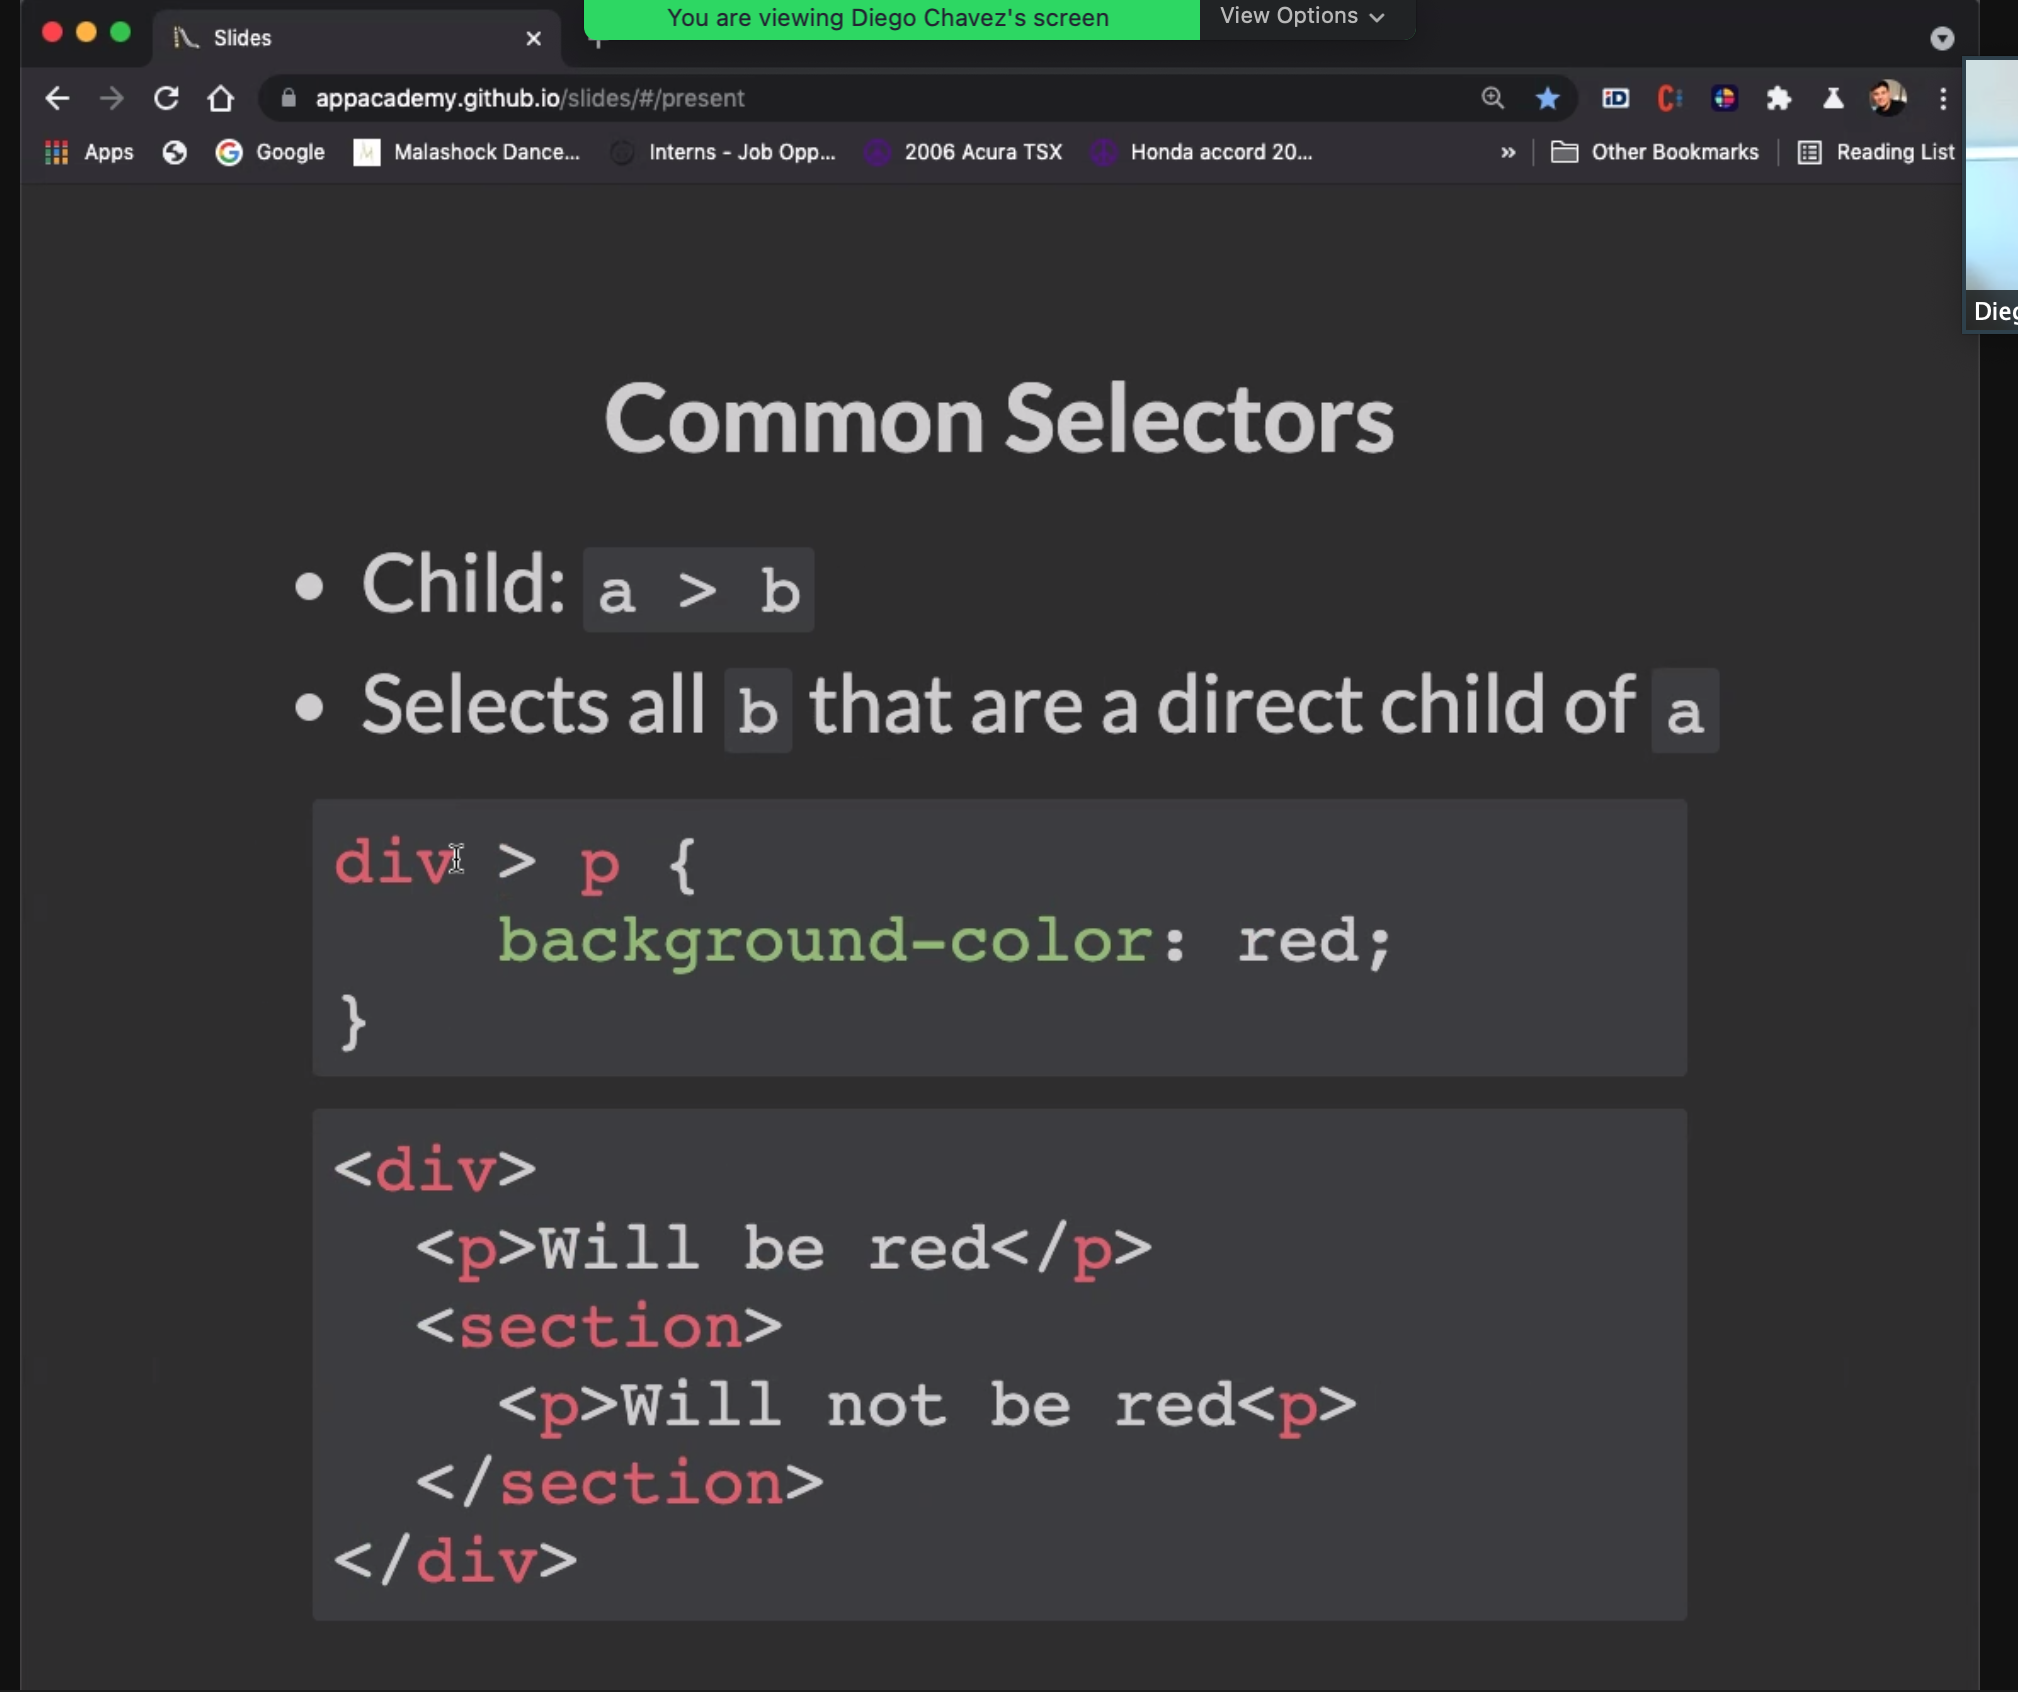 You are viewing Diego Chavez's screen View Options
Slides
appacademy.github.io/slides/#/present
Apps Google Malashock Dance... Interns - Job Opp... 2006 Acura TSX Honda accord 20... » Other Bookmarks Reading List
Dieg
Common Selectors
• Child: a > b
• Selects all b that are a direct child of a
div > p {
background-color: red;
}
<div>
<p>Will be red</p>
<section>
<p>Will not be red<p>
</section>
</div>